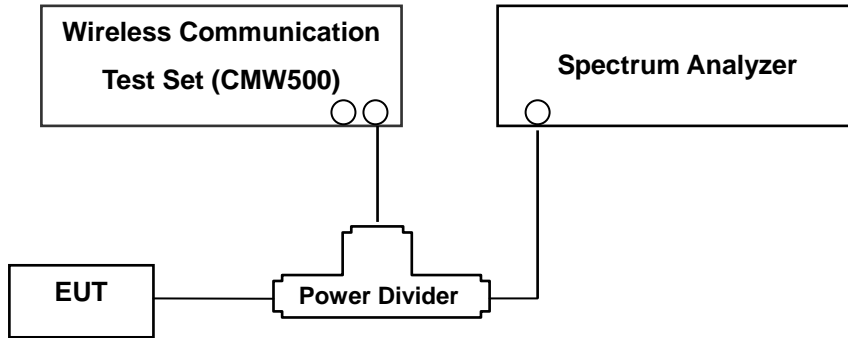 Wireless Communication
Test Set (CMW500)
Spectrum Analyzer
EUT
Power Divider